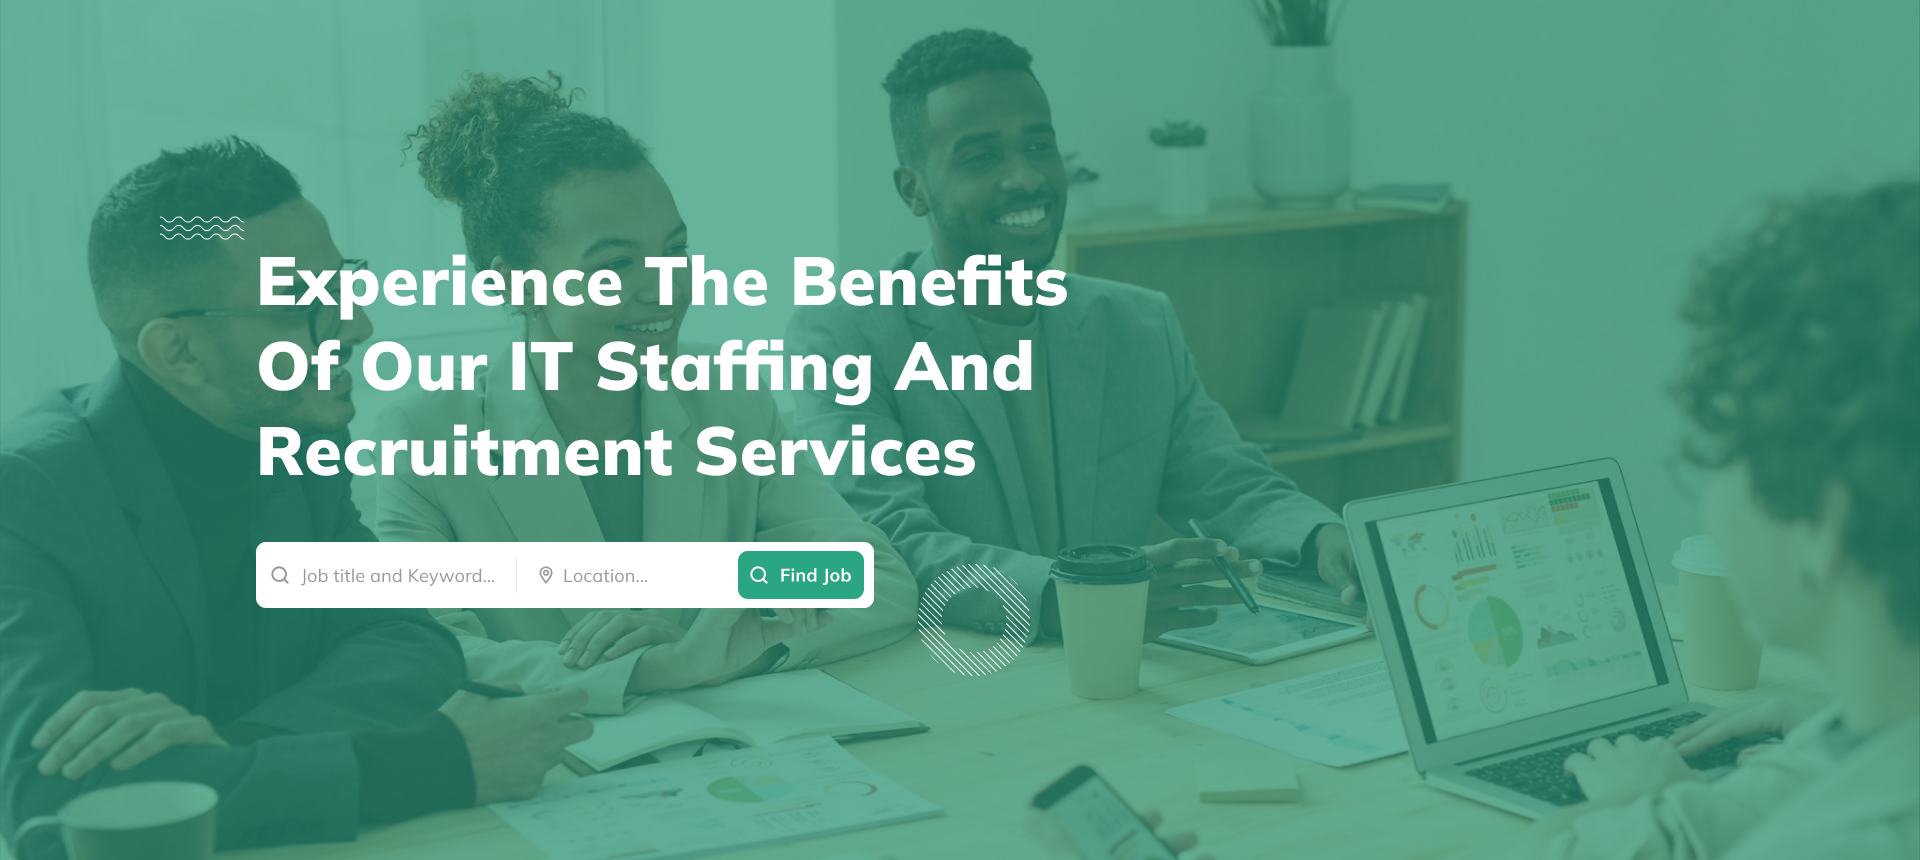 Experience The Benefits
Of Our IT Staffing And
Recruitment Services
Job title and Keyword...
Location...
Find Job